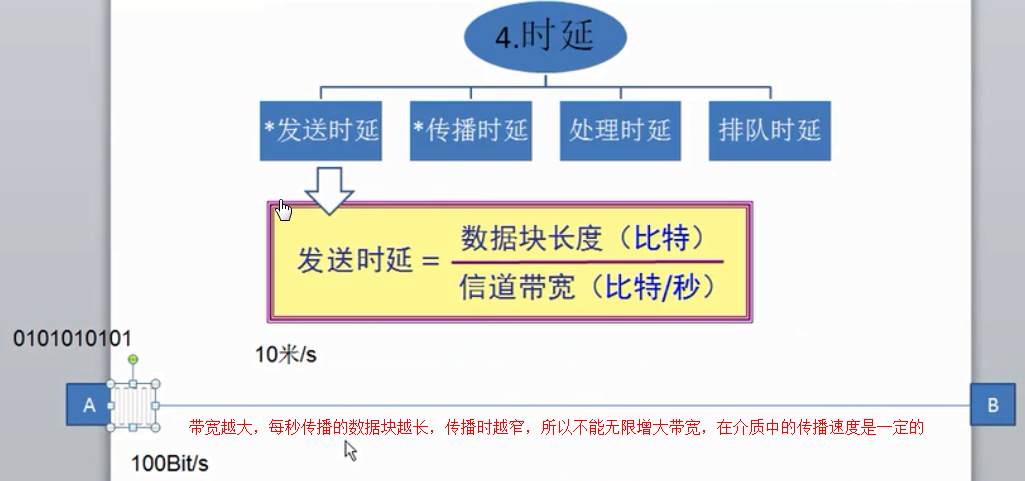 4.时延
*发送时延 *传播时延 处理时延 排队时延
发送时延 = 数据块长度（比特）
信道带宽（比特/秒）
0101010101
10米/s
A
B
带宽越大，每秒传播的数据块越长，传播时越窄，所以不能无限增大带宽，在介质中的传播速度是一定的
100Bit/s